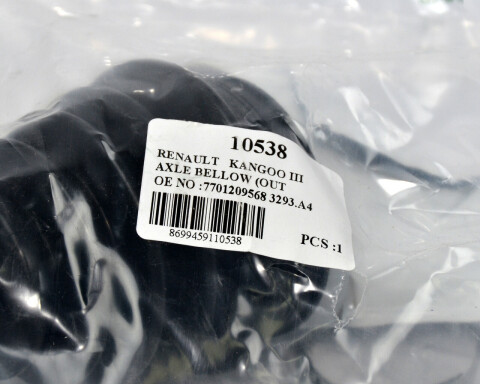 10538
RENAULT KANGOO III
AXLE BELLOW (OUT
OE NO :7701209568 3293.A4
8699459110538
PCS :1